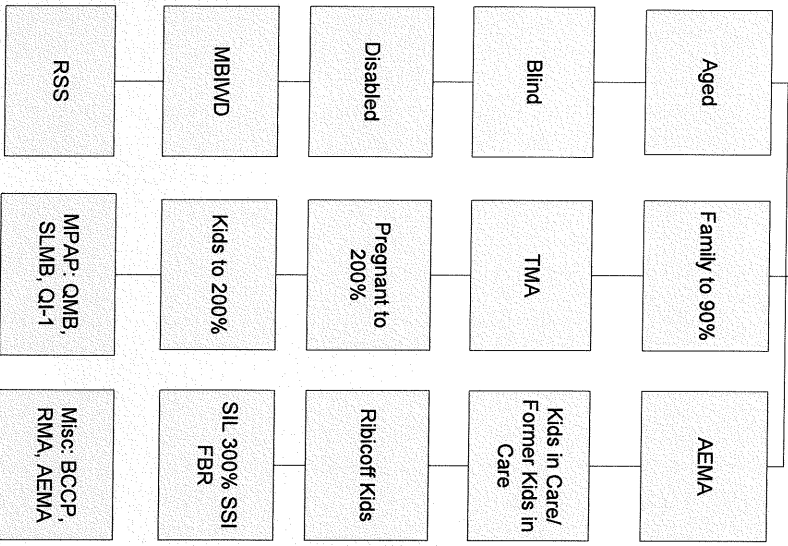 Aged
Family to 90%
AEMA
Blind
TMA
Kids in Care/
Former Kids in
Care
Disabled
Pregnant to
200%
Ribicoff Kids
MBIWD
Kids to 200%
SIL 300% SSI
FBR
RSS
MPAP: QMB,
SLMB, QI-1
Misc: BCCP,
RMA, AEMA